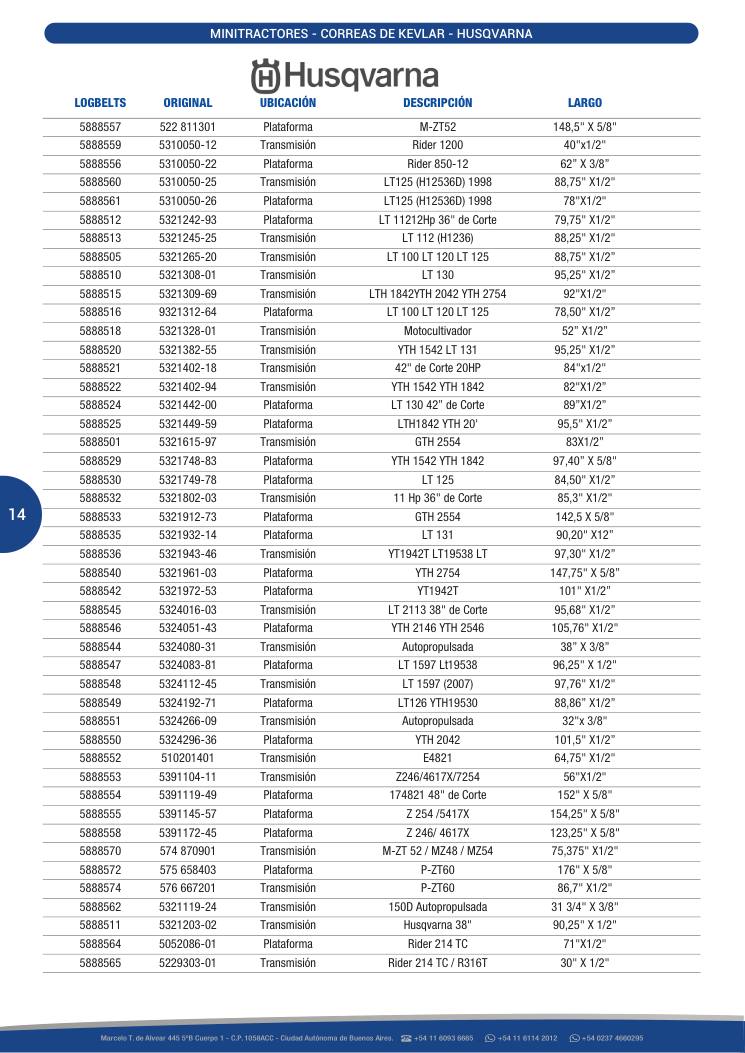 MINITRACTORES - CORREAS DE KEVLAR - HUSQVARNA
Husqvarna
LOGBELTS ORIGINAL UBICACIÓN DESCRIPCIÓN LARGO
5888557 522 811301 Plataforma M-ZT52 148,5" X 5/8"
5888559 5310050-12 Transmisión Rider 1200 40"x1/2"
5888556 5310050-22 Plataforma Rider 850-12 62” X 3/8”
5888560 5310050-25 Transmisión LT125 (H12536D) 1998 88,75" X1/2"
5888561 5310050-26 Plataforma LT125 (H12536D) 1998 78"X1/2"
5888512 5321242-93 Plataforma LT 11212Hp 36" de Corte 79,75" X1/2"
5888513 5321245-25 Transmisión LT 112 (H1236) 88,25" X1/2"
5888505 5321265-20 Transmisión LT 100 LT 120 LT 125 88,75" X1/2”
5888510 5321308-01 Transmisión LT 130 95,25" X1/2”
5888515 5321309-69 Transmisión LTH 1842YTH 2042 YTH 2754 92"X1/2"
5888516 9321312-64 Plataforma LT 100 LT 120 LT 125 78,50" X1/2”
5888518 5321328-01 Transmisión Motocultivador 52” X1/2”
5888520 5321382-55 Transmisión YTH 1542 LT 131 95,25" X1/2”
5888521 5321402-18 Transmisión 42" de Corte 20HP 84"x1/2"
5888522 5321402-94 Transmisión YTH 1542 YTH 1842 82"X1/2”
5888524 5321442-00 Plataforma LT 130 42” de Corte 89”X1/2”
5888525 5321449-59 Plataforma LTH1842 YTH 20' 95,5" X1/2”
5888501 5321615-97 Transmisión GTH 2554 83X1/2”
5888529 5321748-83 Plataforma YTH 1542 YTH 1842 97,40” X 5/8"
5888530 5321749-78 Plataforma LT 125 84,50" X1/2”
5888532 5321802-03 Transmisión 11 Hp 36" de Corte 85,3" X1/2"
5888533 5321912-73 Plataforma GTH 2554 142,5 X 5/8"
5888535 5321932-14 Plataforma LT 131 90,20" X12”
5888536 5321943-46 Transmisión YT1942T LT19538 LT 97,30" X1/2”
5888540 5321961-03 Plataforma YTH 2754 147,75" X 5/8”
5888542 5321972-53 Plataforma YT1942T 101" X1/2”
5888545 5324016-03 Transmisión LT 2113 38" de Corte 95,68" X1/2”
5888546 5324051-43 Plataforma YTH 2146 YTH 2546 105,76" X1/2"
5888544 5324080-31 Transmisión Autopropulsada 38” X 3/8”
5888547 5324083-81 Plataforma LT 1597 Lt19538 96,25" X 1/2"
5888548 5324112-45 Transmisión LT 1597 (2007) 97,76" X1/2"
5888549 5324192-71 Plataforma LT126 YTH19530 88,86” X1/2”
5888551 5324266-09 Transmisión Autopropulsada 32"x 3/8"
5888550 5324296-36 Plataforma YTH 2042 101,5" X1/2”
5888552 510201401 Transmisión E4821 64,75" X1/2”
5888553 5391104-11 Transmisión Z246/4617X/7254 56"X1/2”
5888554 5391119-49 Plataforma 174821 48" de Corte 152" X 5/8"
5888555 5391145-57 Plataforma Z 254 /5417X 154,25" X 5/8"
5888558 5391172-45 Plataforma Z 246/ 4617X 123,25" X 5/8"
5888570 574 870901 Transmisión M-ZT 52 / MZ48 / MZ54 75,375" X1/2"
5888572 575 658403 Plataforma P-ZT60 176" X 5/8"
5888574 576 667201 Transmisión P-ZT60 86,7" X1/2"
5888562 5321119-24 Transmisión 150D Autopropulsada 31 3/4" X 3/8"
5888511 5321203-02 Transmisión Husqvarna 38" 90,25" X 1/2"
5888564 5052086-01 Plataforma Rider 214 TC 71"X1/2"
5888565 5229303-01 Transmisión Rider 214 TC / R316T 30" X 1/2"
14
Marcelo T. de Alvear 445 5ºB Cuerpo 1 - C.P. 1058ACC - Ciudad Autónoma de Buenos Aires. +54 11 6093 6665 +54 11 6114 2012 +54 0237 4660295